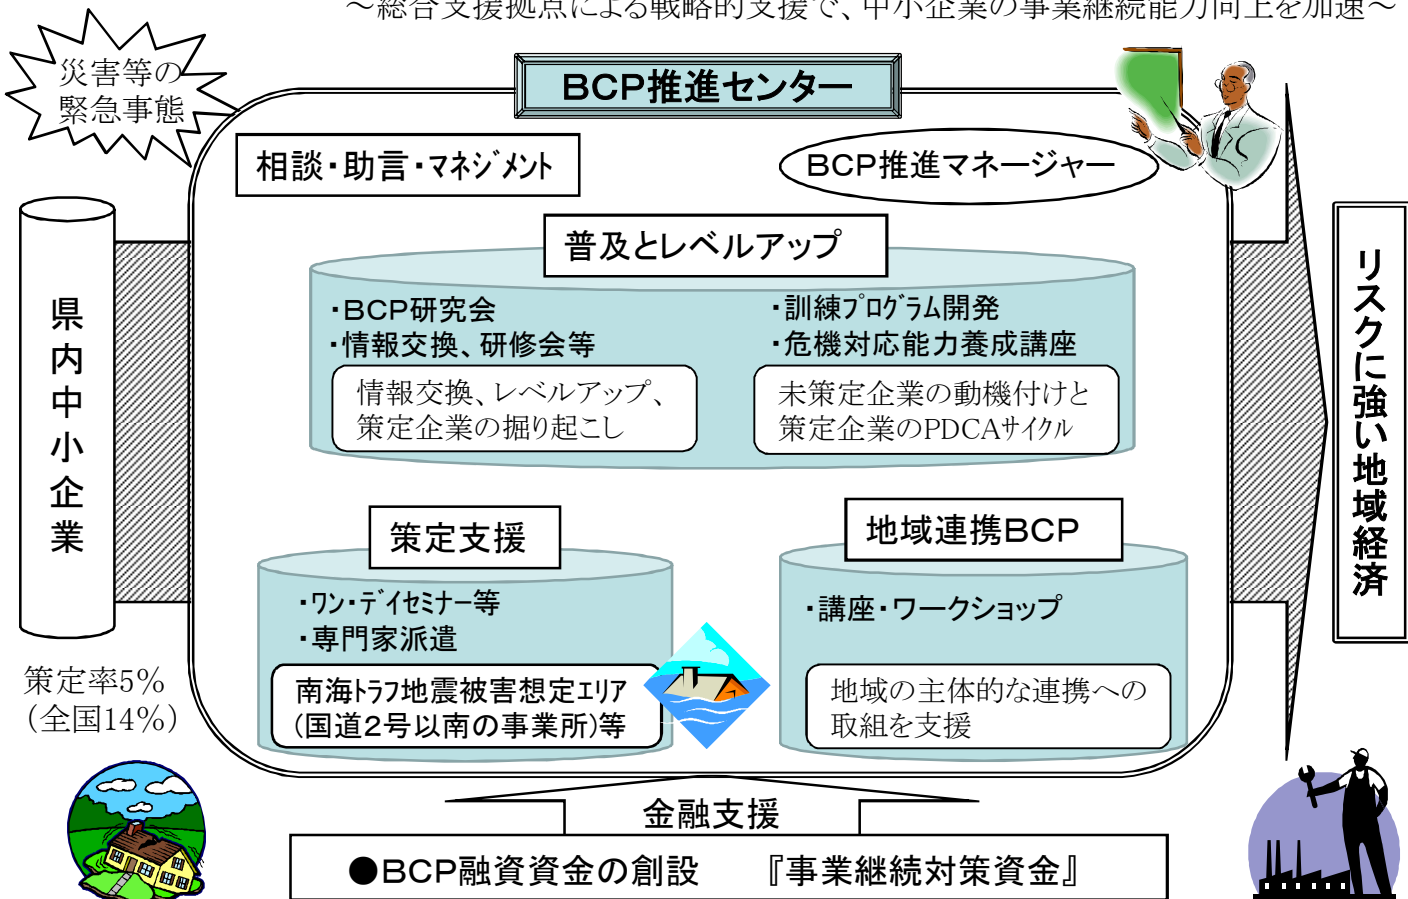 ～総合支援拠点による戦略的支援で、中小企業の事業継続能力向上を加速～
災害等の
緊急事態
ＢＣＰ推進センター
相談・助言・マネジメント
ＢＣＰ推進マネージャー
普及とレベルアップ
・ＢＣＰ研究会
・情報交換、研修会等
情報交換、レベルアップ、
策定企業の掘り起こし
・訓練プログラム開発
・危機対応能力養成講座
未策定企業の動機付けと
策定企業のPDCAサイクル
県内中小企業
策定率5％
（全国14％）
策定支援
・ワン・デイセミナー等
・専門家派遣
南海トラフ地震被害想定エリア
(国道２号以南の事業所)等
地域連携ＢＣＰ
・講座・ワークショップ
地域の主体的な連携への
取組を支援
リスクに強い地域経済
金融支援
●ＢＣＰ融資資金の創設　『事業継続対策資金』